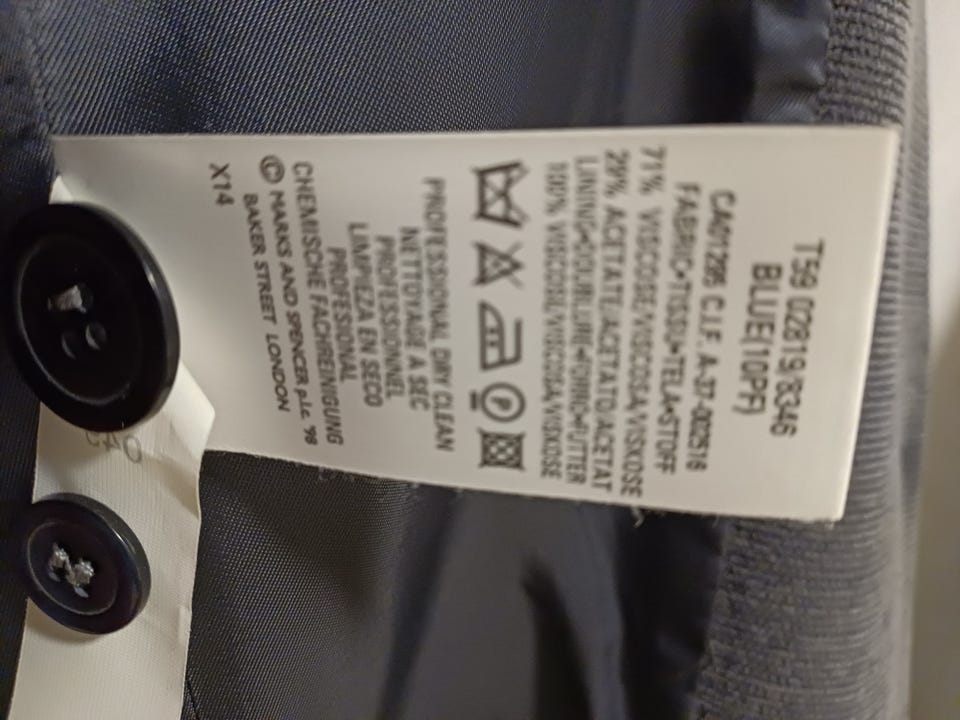 T59 02819/8346
BLUE(10PF)
CA01295 C.I.F. A-37-002516
FABRIC•TISSU•TELA•STOFF
71% VISCOSE/VISCOSA/VISKOSE
29% ACETATE/ACETATO/ACETAT
LINING•DOUBLURE•FORRO•FUTTER
100% VISCOSE/VISCOSA/VISKOSE
P
PROFESSIONAL DRY CLEAN
NETTOYAGE A SEC
PROFESSIONNEL
LIMPIEZA EN SECO
PROFESIONAL
CHEMISCHE FACHREINIGUNG
© MARKS AND SPENCER p.l.c. '98
BAKER STREET LONDON
X14